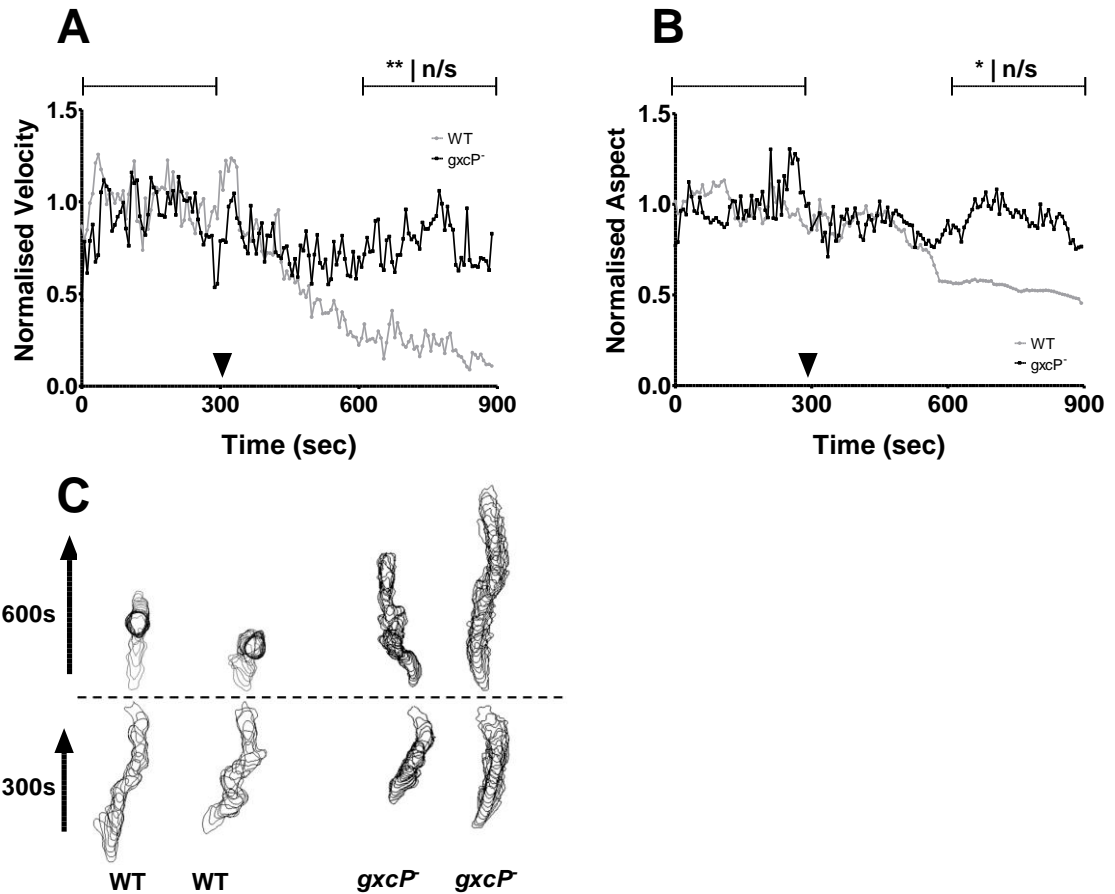 A
** | n/s
1.5
1.0
0.5
0.0
Normalised Velocity
WT
gxcP-
0
300
600
900
Time (sec)
B
* | n/s
1.5
1.0
0.5
0.0
Normalised Aspect
WT
gxcP-
0
300
600
900
Time (sec)
C
600s
300s
WT
WT
gxcP-
gxcP-